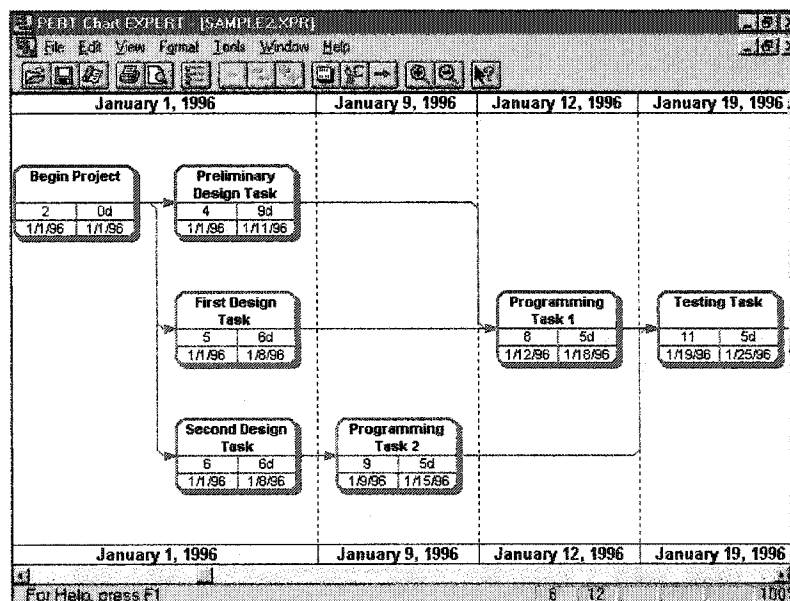 PERT Chart EXPERT - [SAMPLE2.XPR]
File Edit View Format Tools Window Help
January 1, 1996 January 9, 1996 January 12, 1996 January 19, 1996
Begin Project
2 0d
1/1/96 1/1/96
Preliminary
Design Task
4 9d
1/1/96 1/11/96
First Design
Task
5 6d
1/1/96 1/8/96
Programming
Task 1
8 5d
1/12/96 1/18/96
Testing Task
11 5d
1/19/96 1/25/96
Second Design
Task
6 6d
1/1/96 1/8/96
Programming
Task 2
9 5d
1/9/96 1/15/96
January 1, 1996 January 9, 1996 January 12, 1996 January 19, 1996
For Help, press F1 6 12 100%